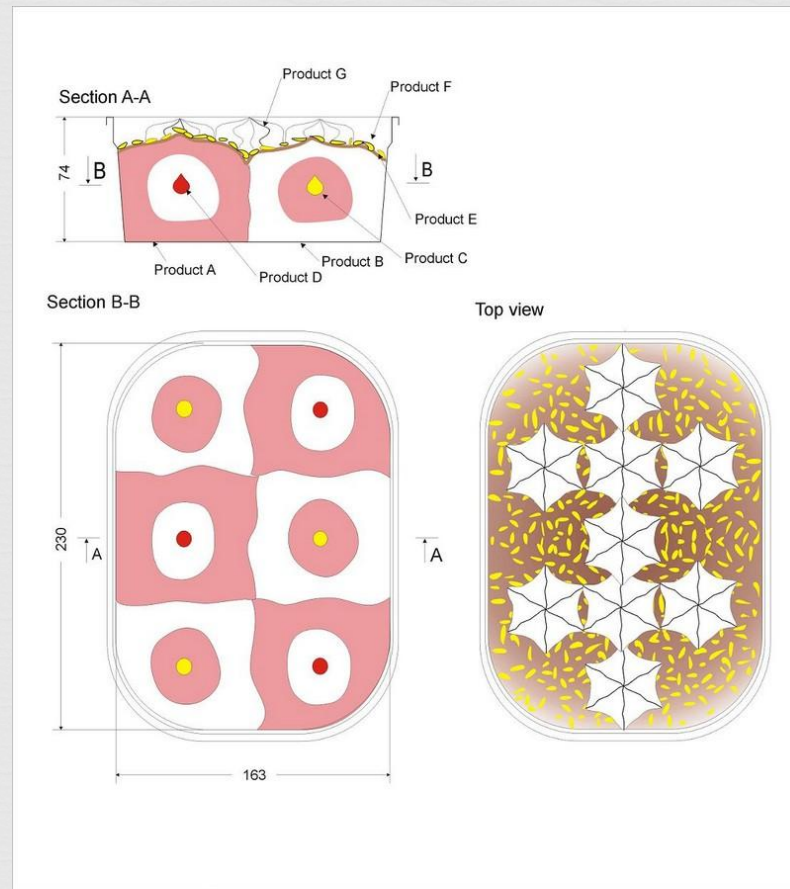 Product G
Product F
Section A-A
74
B
B
Product E
Product A
Product D
Product B
Product C
Section B-B
Top view
230
A
A
163